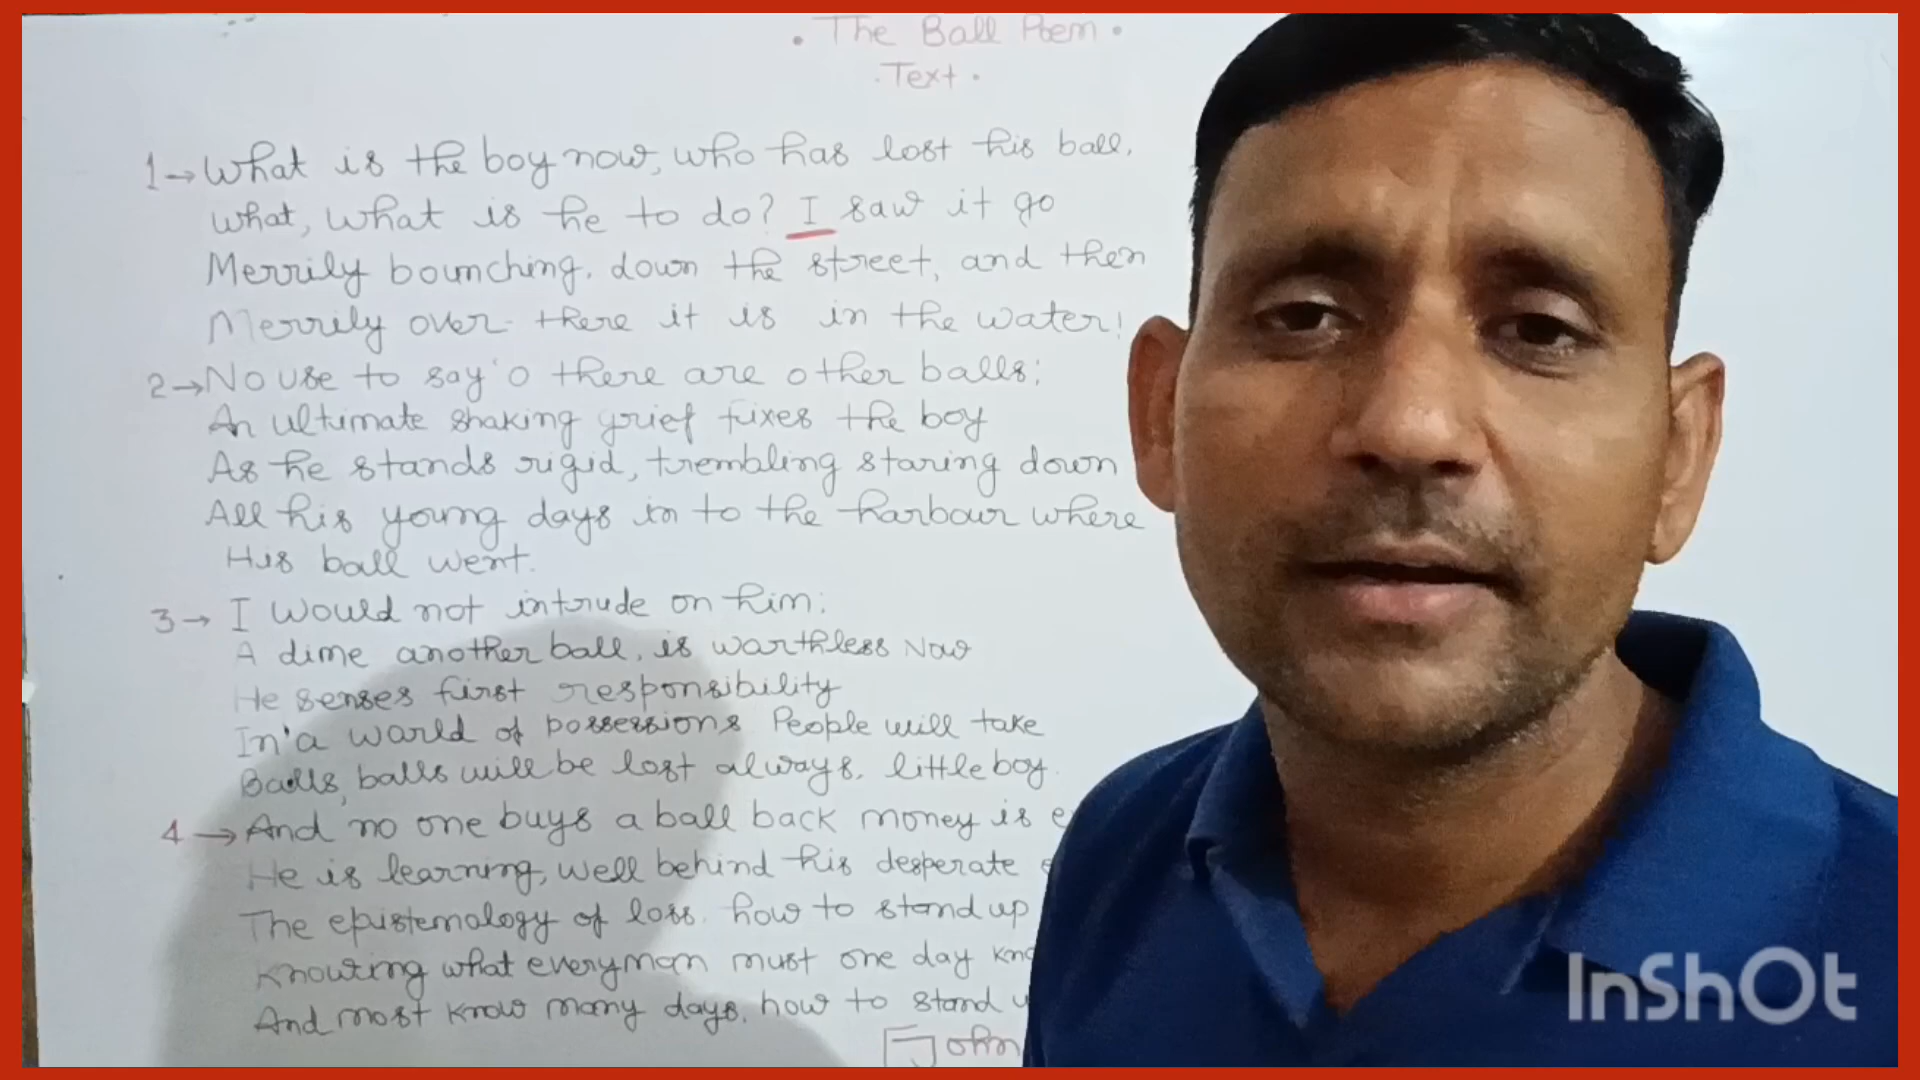 • The Ball Poem •
• Text •
1→ What is the boy now, who has lost his ball,
What, what is he to do? I saw it go
Merrily bounching, down the street, and then
Merrily over there it is in the water!
2→ No use to say 'O there are other balls;
An ultimate shaking grief fixes the boy
As he stands rigid, trembling staring down
All his young days in to the harbour where
His ball went.
3→ I would not intrude on him;
A dime another ball, is warthless Now
He senses first responsibility
In a warld of possessions People will take
Balls, balls will be lost always, little boy.
4→ And no one buys a ball back money is
He is learning, well behind his desperate
The epistemology of loss, how to stand up
Knowing what everyman must one day
And most know many days, how to stand
John
InShOt